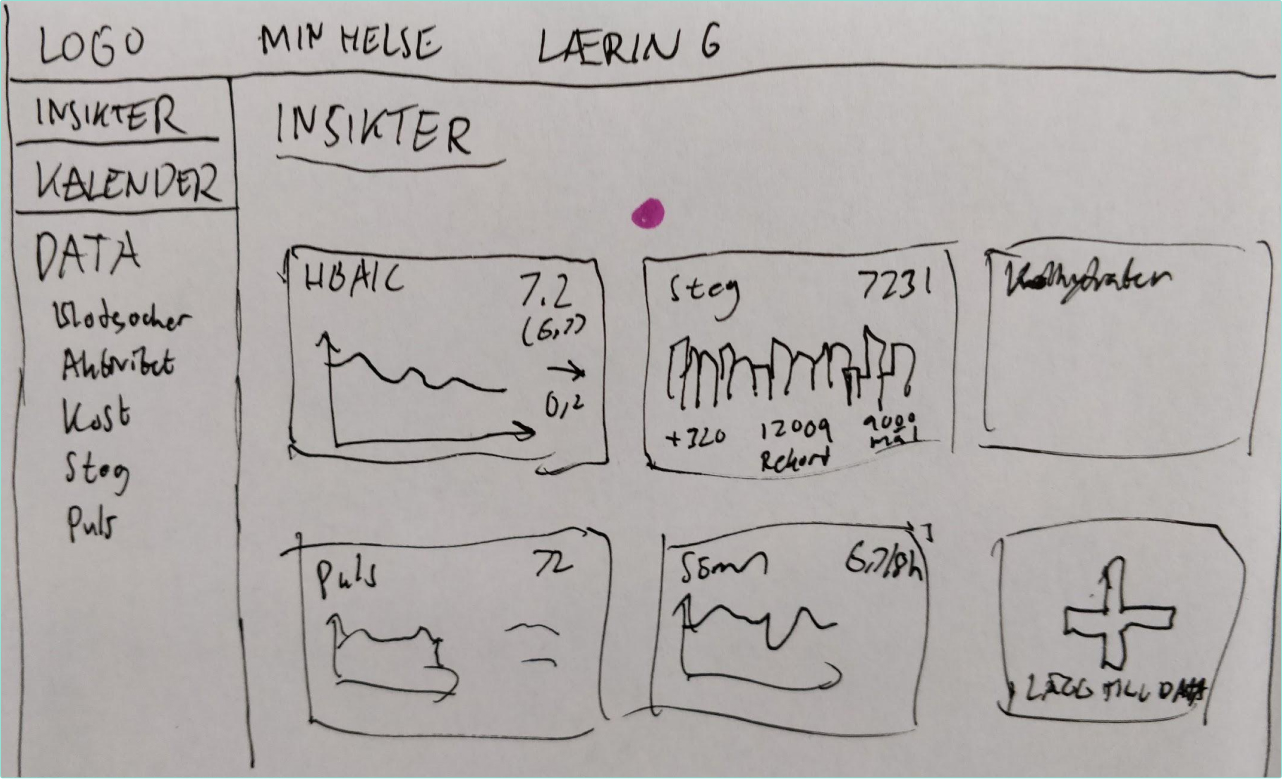 LOGO MIN HELSE LÆRING
INSIKTER
KALENDER
DATA
Blodsocker
Aktivitet
Kost
Steg
Puls
INSIKTER
HBA1C 7.2
(6,7)
→
0,2
Steg 7231
+320 12009 9000
Rekord mål
Kolhydrater
Puls 72
Sömn 6,7/8h
LÄGG TILL DATA